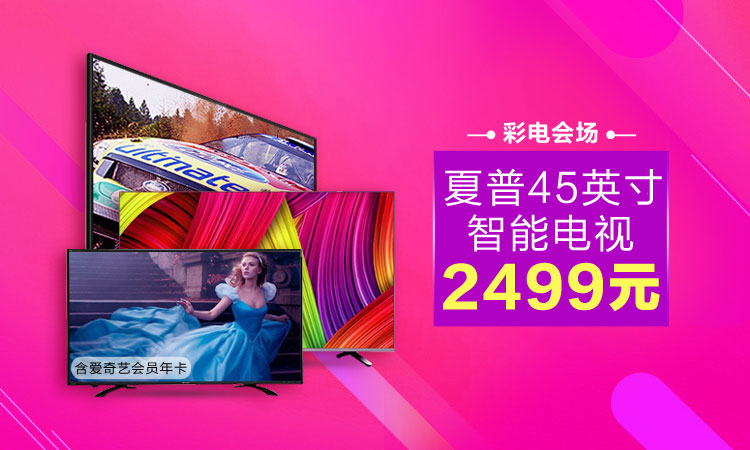 彩电会场
夏普45英寸
智能电视
2499元
ultimate
含爱奇艺会员年卡